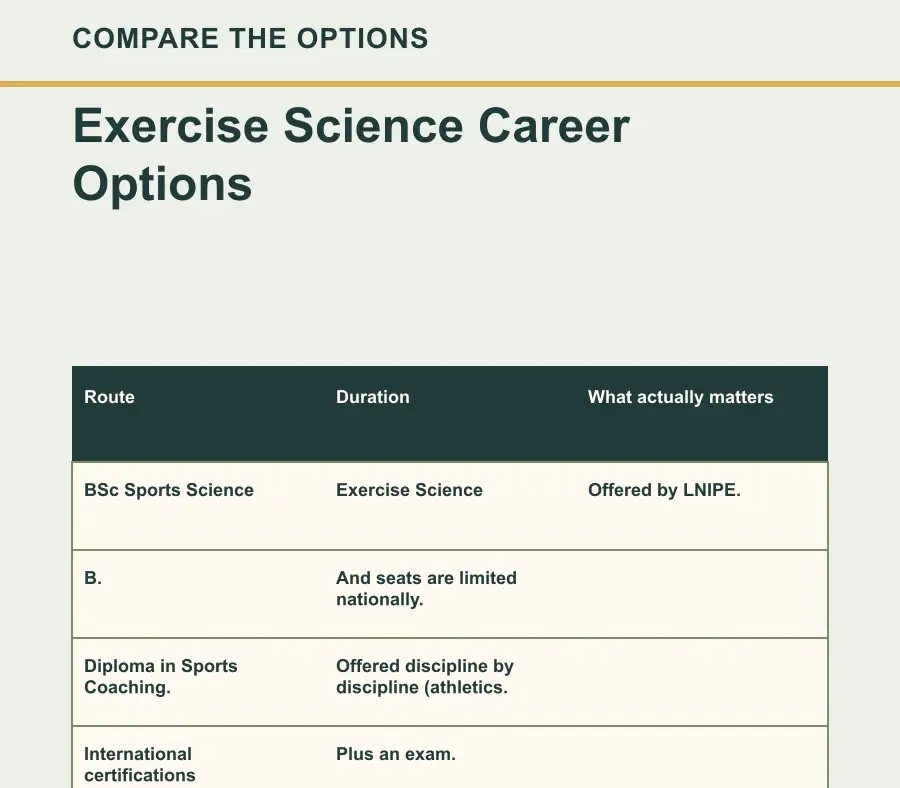 COMPARE THE OPTIONS
Exercise Science Career
Options
Route Duration What actually matters
BSc Sports Science Exercise Science Offered by LNIPE.
B. And seats are limited
nationally.
Diploma in Sports Offered discipline by
Coaching. discipline (athletics.
International Plus an exam.
certifications